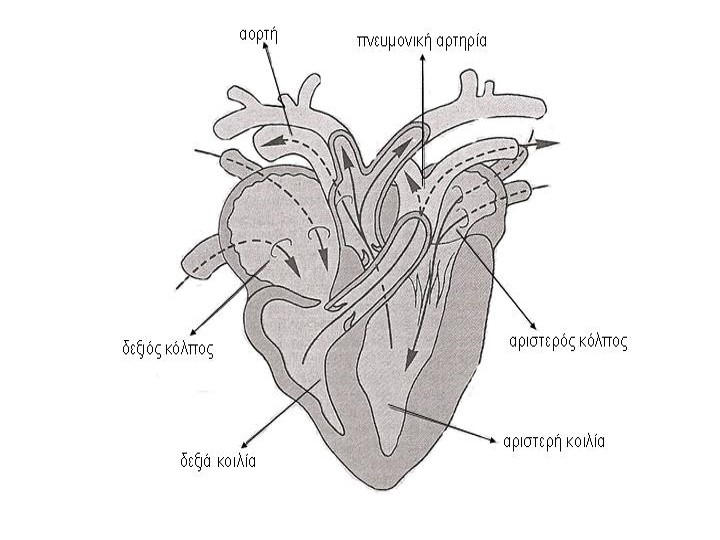 αορτή
πνευμονική αρτηρία
δεξιός κόλπος
αριστερός κόλπος
αριστερή κοιλία
δεξιά κοιλία